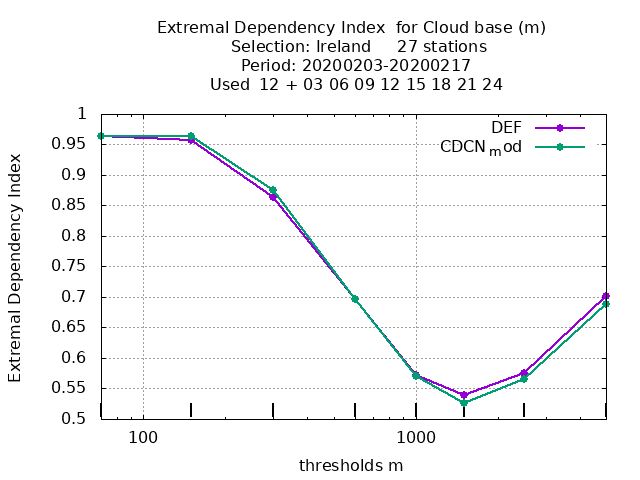 Extremal Dependency Index  for Cloud base (m)
Selection: Ireland     27 stations
Period: 20200203-20200217
Used  12 + 03 06 09 12 15 18 21 24
DEF
CDCN_mod
1
0.95
0.9
0.85
0.8
0.75
0.7
0.65
0.6
0.55
0.5
Extremal Dependency Index
100 1000
thresholds m